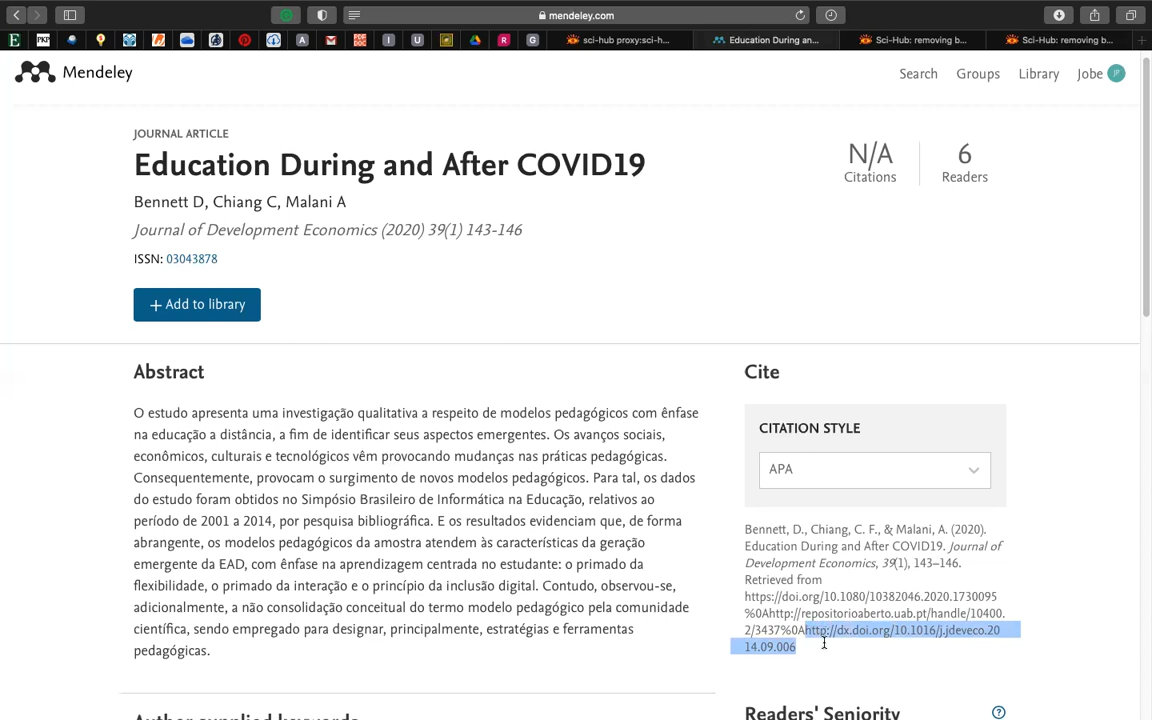 mendeley.com
sci-hub proxy:sci-h...
Education During an...
Sci-Hub: removing b...
Sci-Hub: removing b...
Mendeley
Search
Groups
Library
Jobe
JP
JOURNAL ARTICLE
Education During and After COVID19
Bennett D, Chiang C, Malani A
Journal of Development Economics (2020) 39(1) 143-146
ISSN: 03043878
+ Add to library
N/A
Citations
6
Readers
Abstract
O estudo apresenta uma investigação qualitativa a respeito de modelos pedagógicos com ênfase
na educação a distância, a fim de identificar seus aspectos emergentes. Os avanços sociais,
econômicos, culturais e tecnológicos vêm provocando mudanças nas práticas pedagógicas.
Consequentemente, provocam o surgimento de novos modelos pedagógicos. Para tal, os dados
do estudo foram obtidos no Simpósio Brasileiro de Informática na Educação, relativos ao
período de 2001 a 2014, por pesquisa bibliográfica. E os resultados evidenciam que, de forma
abrangente, os modelos pedagógicos da amostra atendem às características da geração
emergente da EAD, com ênfase na aprendizagem centrada no estudante: o primado da
flexibilidade, o primado da interação e o princípio da inclusão digital. Contudo, observou-se,
adicionalmente, a não consolidação conceitual do termo modelo pedagógico pela comunidade
científica, sendo empregado para designar, principalmente, estratégias e ferramentas
pedagógicas.
Cite
CITATION STYLE
APA
Bennett, D., Chiang, C. F., & Malani, A. (2020).
Education During and After COVID19. Journal of
Development Economics, 39(1), 143–146.
Retrieved from
https://doi.org/10.1080/10382046.2020.1730095
%0Ahttp://repositorioaberto.uab.pt/handle/10400.
2/3437%0Ahttp://dx.doi.org/10.1016/j.jdeveco.20
14.09.006
Readers' Seniority
?
Author supplied keywords